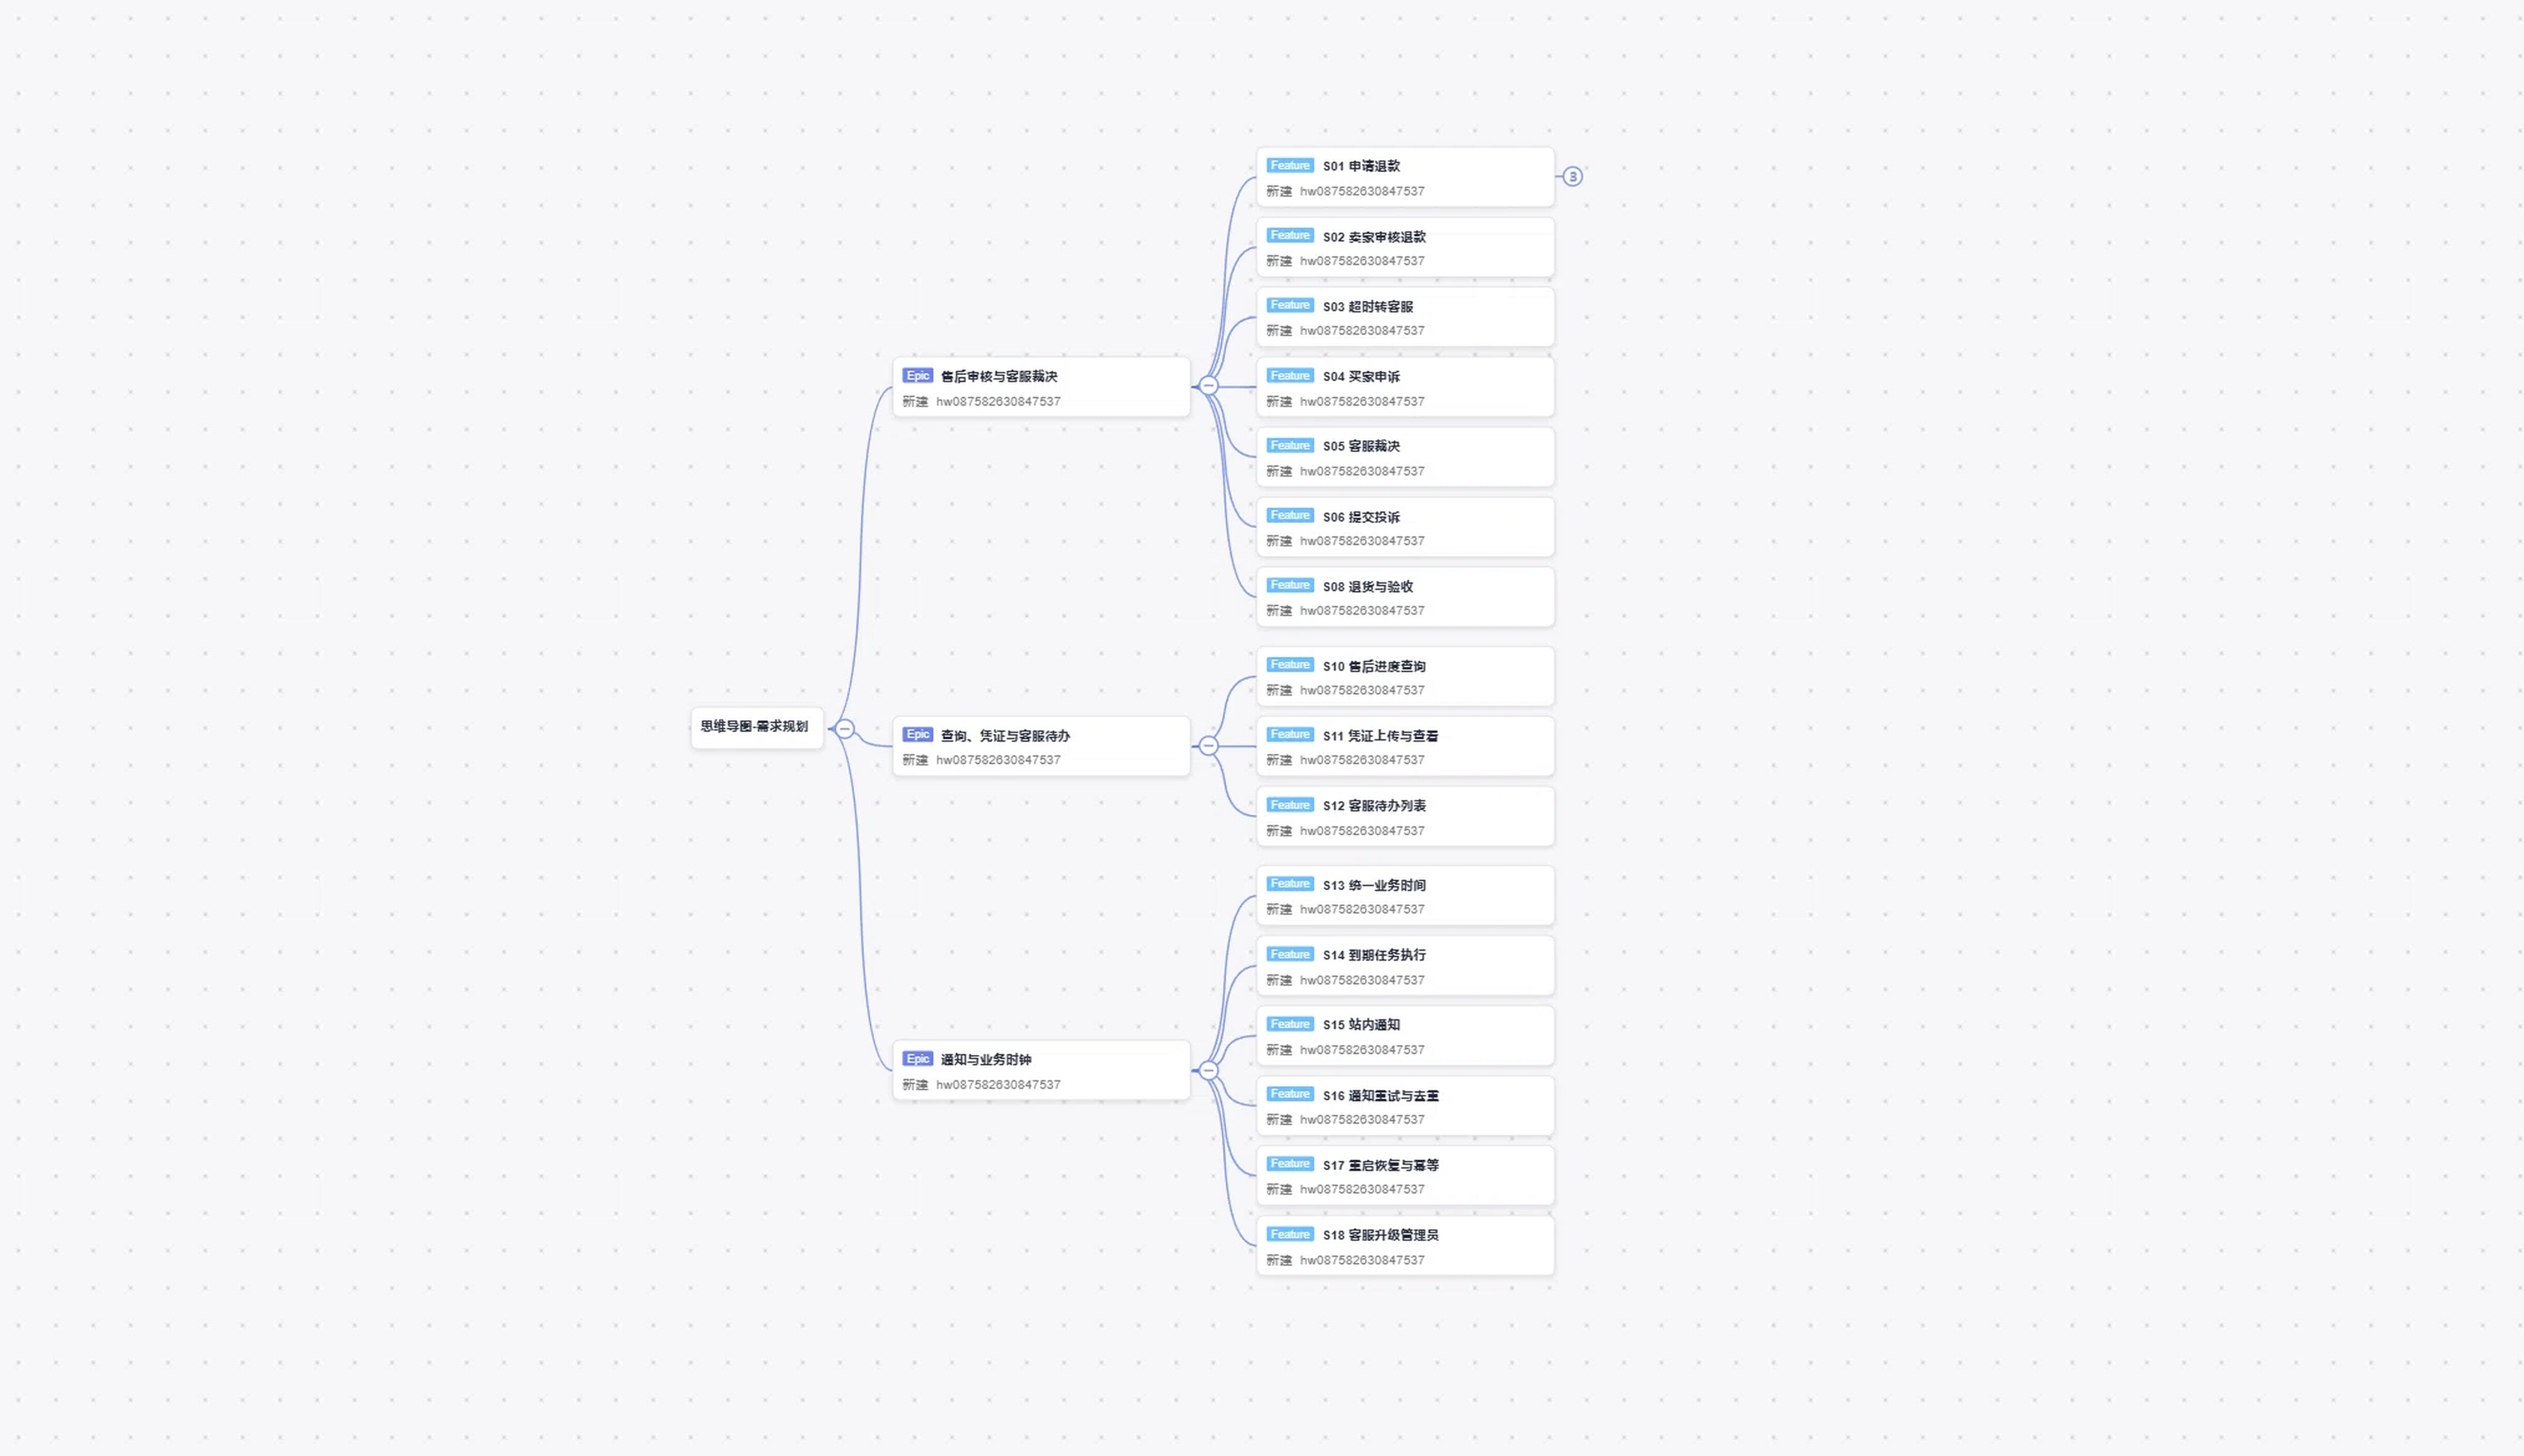 思维导图-需求规划
Epic 售后审核与客服裁决
新建 hw087582630847537
Feature S01 申请退款
新建 hw087582630847537
3
Feature S02 卖家审核退款
新建 hw087582630847537
Feature S03 超时转客服
新建 hw087582630847537
Feature S04 买家申诉
新建 hw087582630847537
Feature S05 客服裁决
新建 hw087582630847537
Feature S06 提交投诉
新建 hw087582630847537
Feature S08 退货与验收
新建 hw087582630847537
Epic 查询、凭证与客服待办
新建 hw087582630847537
Feature S10 售后进度查询
新建 hw087582630847537
Feature S11 凭证上传与查看
新建 hw087582630847537
Feature S12 客服待办列表
新建 hw087582630847537
Epic 通知与业务时钟
新建 hw087582630847537
Feature S13 统一业务时间
新建 hw087582630847537
Feature S14 到期任务执行
新建 hw087582630847537
Feature S15 站内通知
新建 hw087582630847537
Feature S16 通知重试与去重
新建 hw087582630847537
Feature S17 重启恢复与幂等
新建 hw087582630847537
Feature S18 客服升级管理员
新建 hw087582630847537